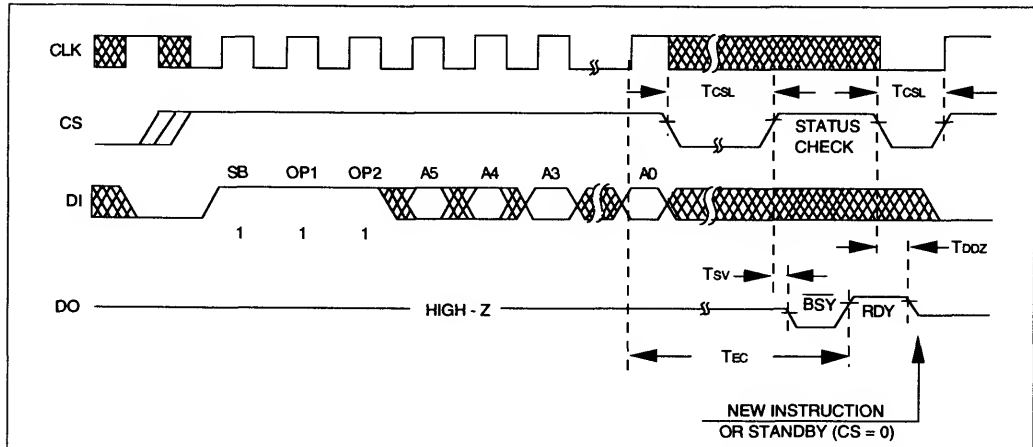 CLK
TCSL TCSL
CS STATUS
CHECK
SB OP1 OP2 A5 A4 A3 A0
DI
1 1 1
TDDZ
TSV
DO HIGH - Z BSY RDY
TEC
NEW INSTRUCTION
OR STANDBY (CS = 0)